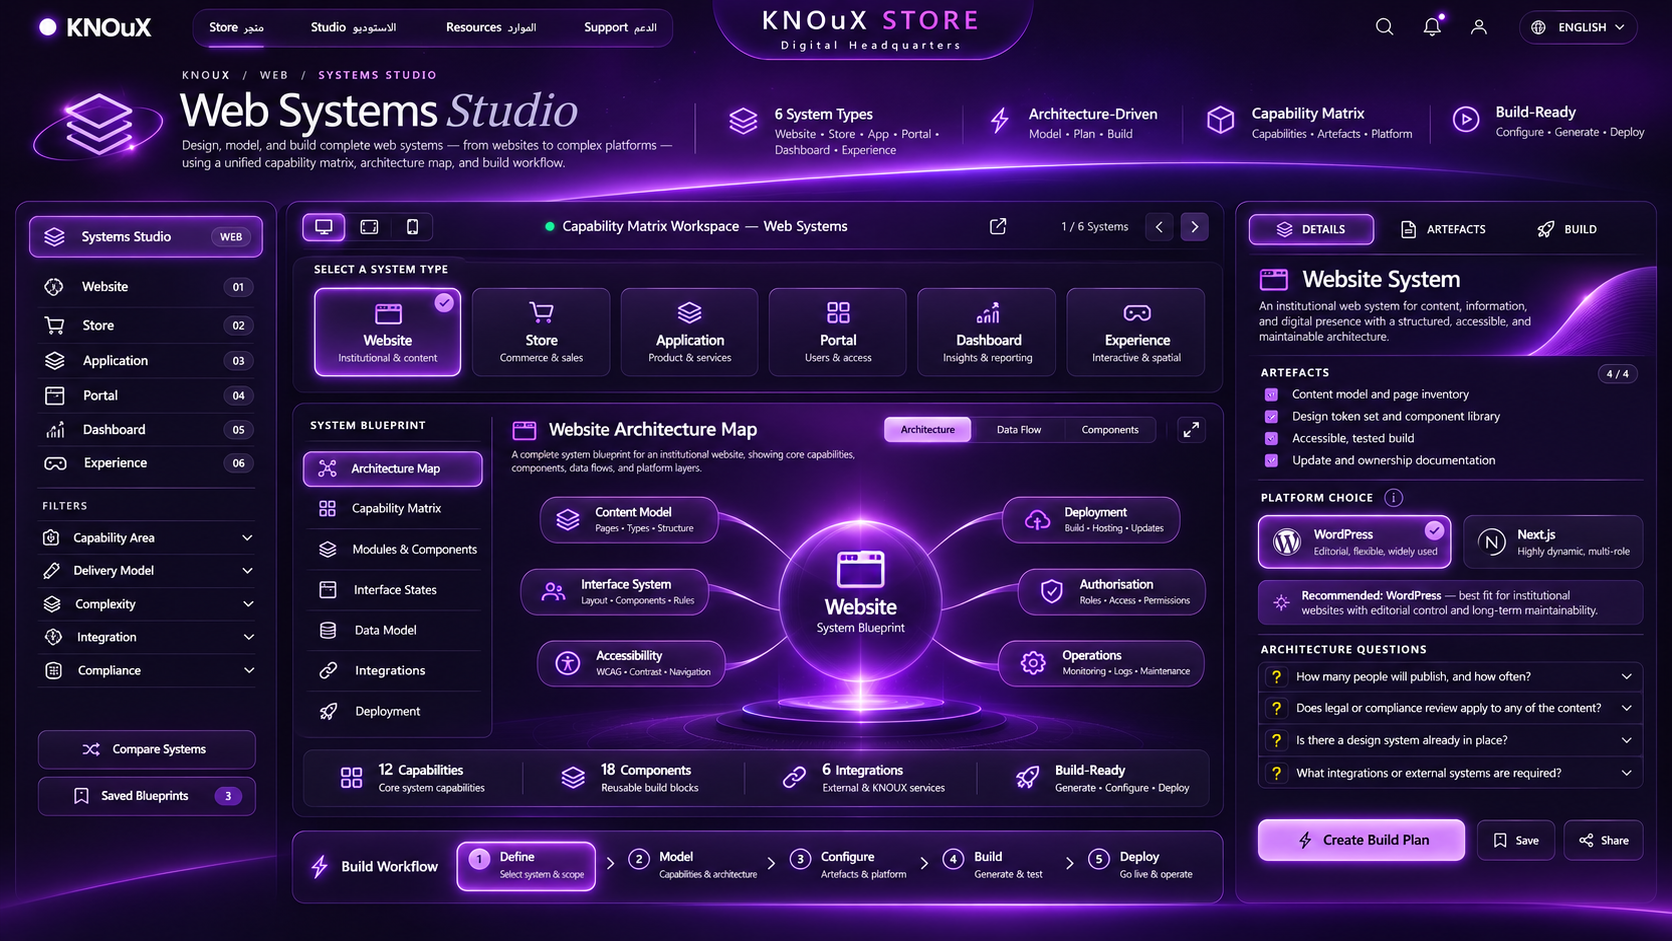 KNOuX
Store متجر
Studio الاستوديو
Resources الموارد
Support الدعم
KNOuX STORE
Digital Headquarters
ENGLISH
KNOUX / WEB / SYSTEMS STUDIO
Web Systems Studio
Design, model, and build complete web systems — from websites to complex platforms —
using a unified capability matrix, architecture map, and build workflow.
6 System Types
Website • Store • App • Portal •
Dashboard • Experience
Architecture-Driven
Model • Plan • Build
Capability Matrix
Capabilities • Artefacts • Platform
Build-Ready
Configure • Generate • Deploy
Systems Studio WEB
Website 01
Store 02
Application 03
Portal 04
Dashboard 05
Experience 06
FILTERS
Capability Area
Delivery Model
Complexity
Integration
Compliance
Compare Systems
Saved Blueprints 3
Capability Matrix Workspace — Web Systems
1 / 6 Systems
SELECT A SYSTEM TYPE
Website
Institutional & content
Store
Commerce & sales
Application
Product & services
Portal
Users & access
Dashboard
Insights & reporting
Experience
Interactive & spatial
SYSTEM BLUEPRINT
Architecture Map
Capability Matrix
Modules & Components
Interface States
Data Model
Integrations
Deployment
Website Architecture Map
A complete system blueprint for an institutional website, showing core capabilities,
components, data flows, and platform layers.
Architecture
Data Flow
Components
Content Model
Pages • Types • Structure
Interface System
Layout • Components • Rules
Accessibillity
WCAG • Contrast • Navigation
Website
System Blueprint
Deployment
Build • Hosting • Updates
Authorisation
Roles • Access • Permissions
Operations
Monitoring • Logs • Maintenance
12 Capabilities
Core system capabilities
18 Components
Reusable build blocks
6 Integrations
External & KNOUX services
Build-Ready
Generate • Configure • Deploy
Build Workflow
1 Define
Select system & scope
2 Model
Capabilities & architecture
3 Configure
Artefacts & platform
4 Build
Generate & test
5 Deploy
Go live & operate
DETAILS
ARTEFACTS
BUILD
Website System
An institutional web system for content, information,
and digital presence with a structured, accessible, and
maintainable architecture.
ARTEFACTS 4 / 4
Content model and page inventory
Design token set and component library
Accessible, tested build
Update and ownership documentation
PLATFORM CHOICE i
WordPress
Editorial, flexible, widely used
N
Next.js
Highly dynamic, multi-role
Recommended: WordPress — best fit for institutional
websites with editorial control and long-term maintainability.
ARCHITECTURE QUESTIONS
? How many people will publish, and how often?
? Does legal or compliance review apply to any of the content?
? Is there a design system already in place?
? What integrations or external systems are required?
Create Build Plan
Save
Share